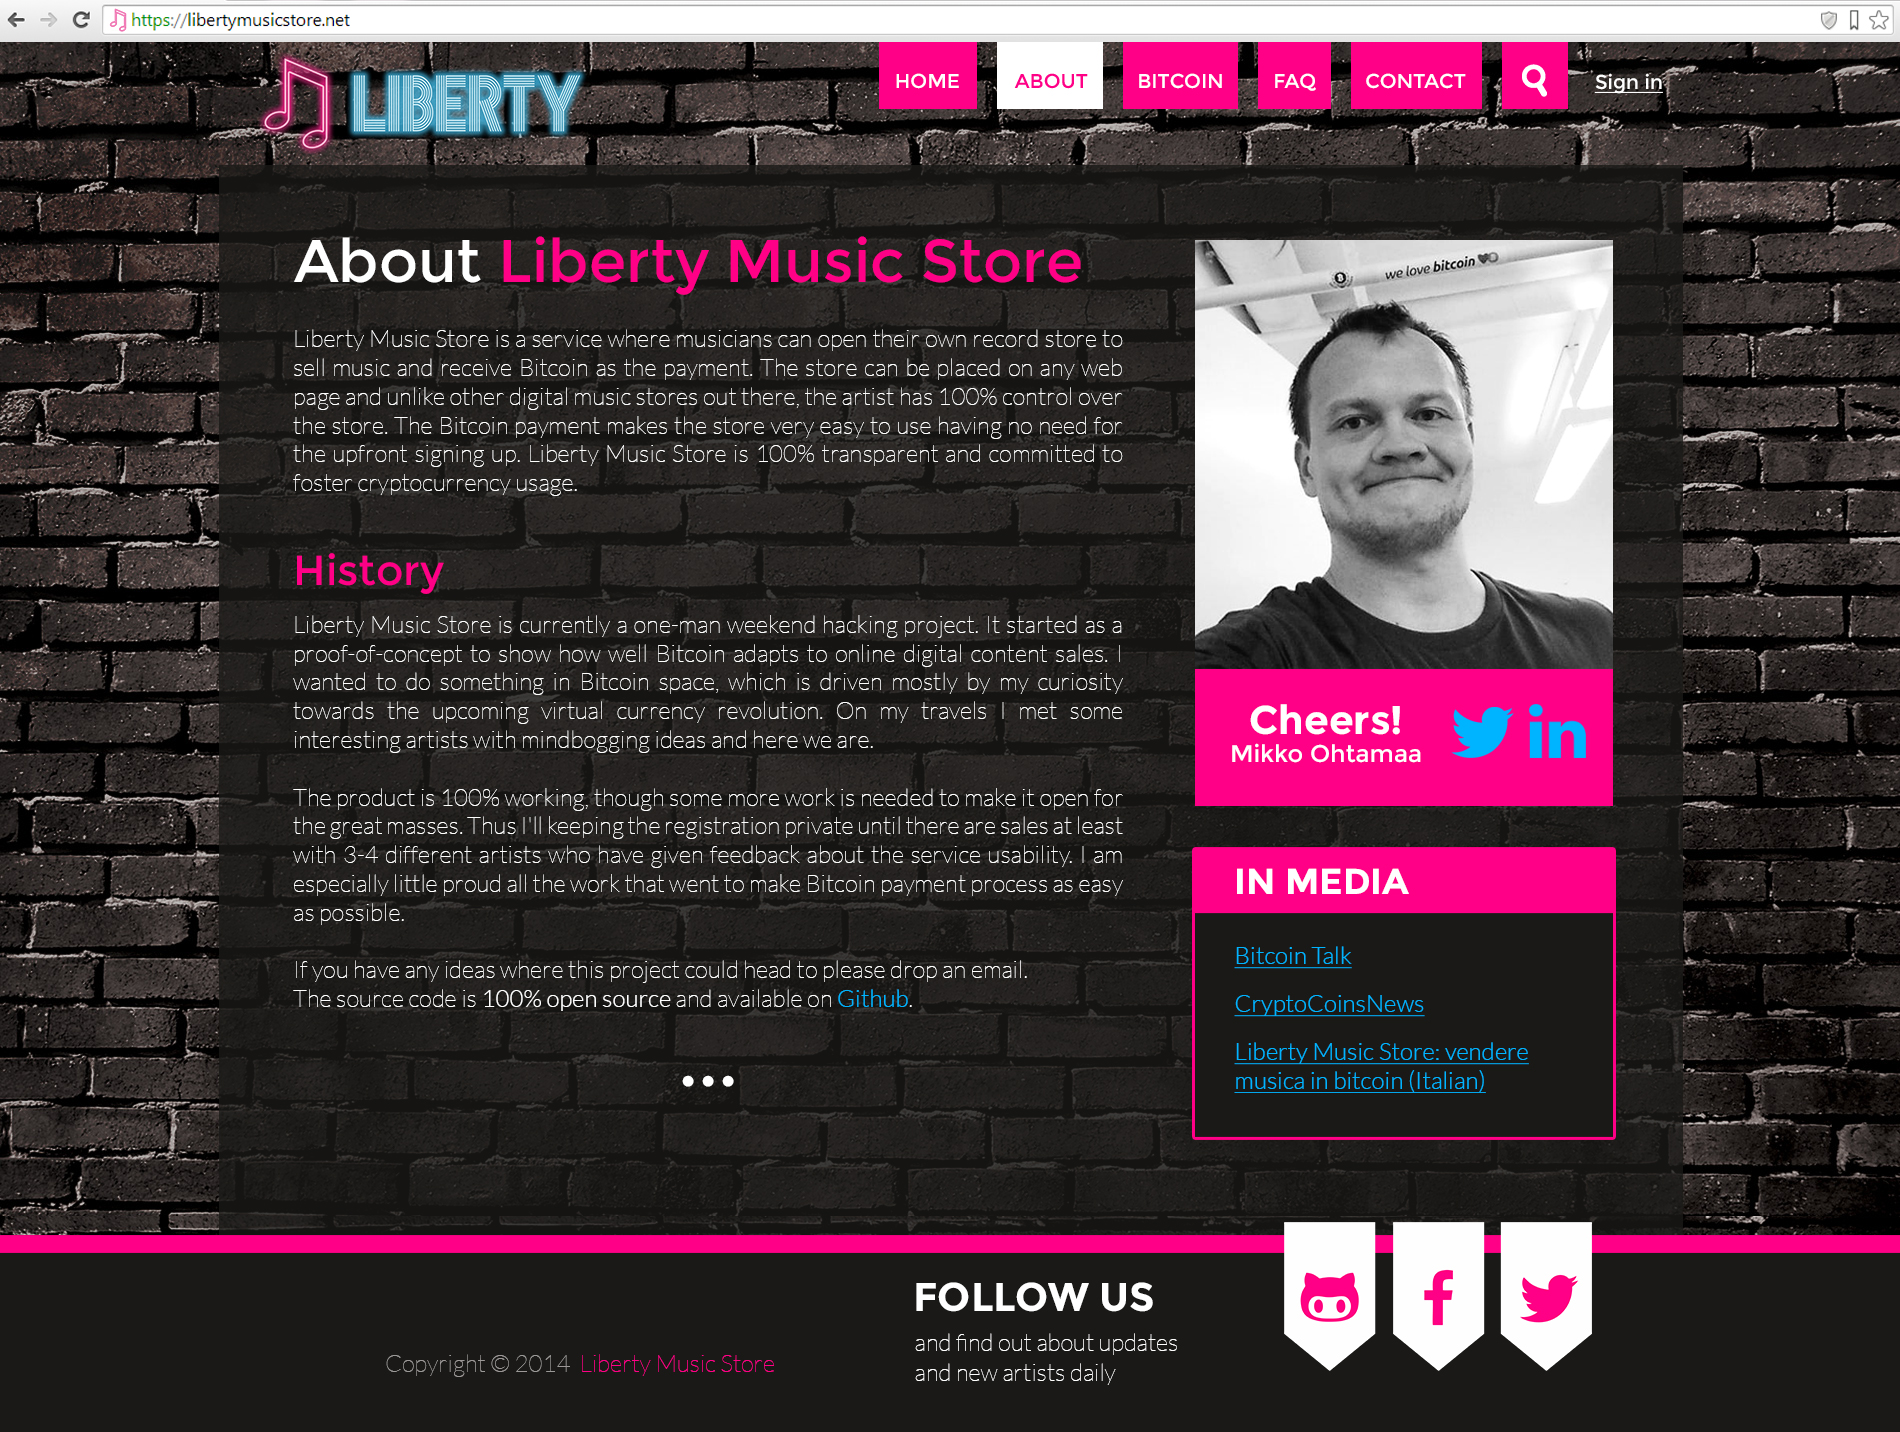 https://libertymusicstore.net
LIBERTY
HOME
ABOUT
BITCOIN
FAQ
CONTACT
Sign in
About Liberty Music Store
Liberty Music Store is a service where musicians can open their own record store to
sell music and receive Bitcoin as the payment. The store can be placed on any web
page and unlike other digital music stores out there, the artist has 100% control over
the store. The Bitcoin payment makes the store very easy to use having no need for
the upfront signing up. Liberty Music Store is 100% transparent and committed to
foster cryptocurrency usage.
History
Liberty Music Store is currently a one-man weekend hacking project. It started as a
proof-of-concept to show how well Bitcoin adapts to online digital content sales. I
wanted to do something in Bitcoin space, which is driven mostly by my curiosity
towards the upcoming virtual currency revolution. On my travels I met some
interesting artists with mindbogging ideas and here we are.
The product is 100% working, though some more work is needed to make it open for
the great masses. Thus I'll keeping the registration private until there are sales at least
with 3-4 different artists who have given feedback about the service usability. I am
especially little proud all the work that went to make Bitcoin payment process as easy
as possible.
If you have any ideas where this project could head to please drop an email.
The source code is 100% open source and available on Github.
we love bitcoin
Cheers!
Mikko Ohtamaa
in
IN MEDIA
Bitcoin Talk
CryptoCoinsNews
Liberty Music Store: vendere
musica in bitcoin (Italian)
Copyright © 2014 Liberty Music Store
FOLLOW US
and find out about updates
and new artists daily